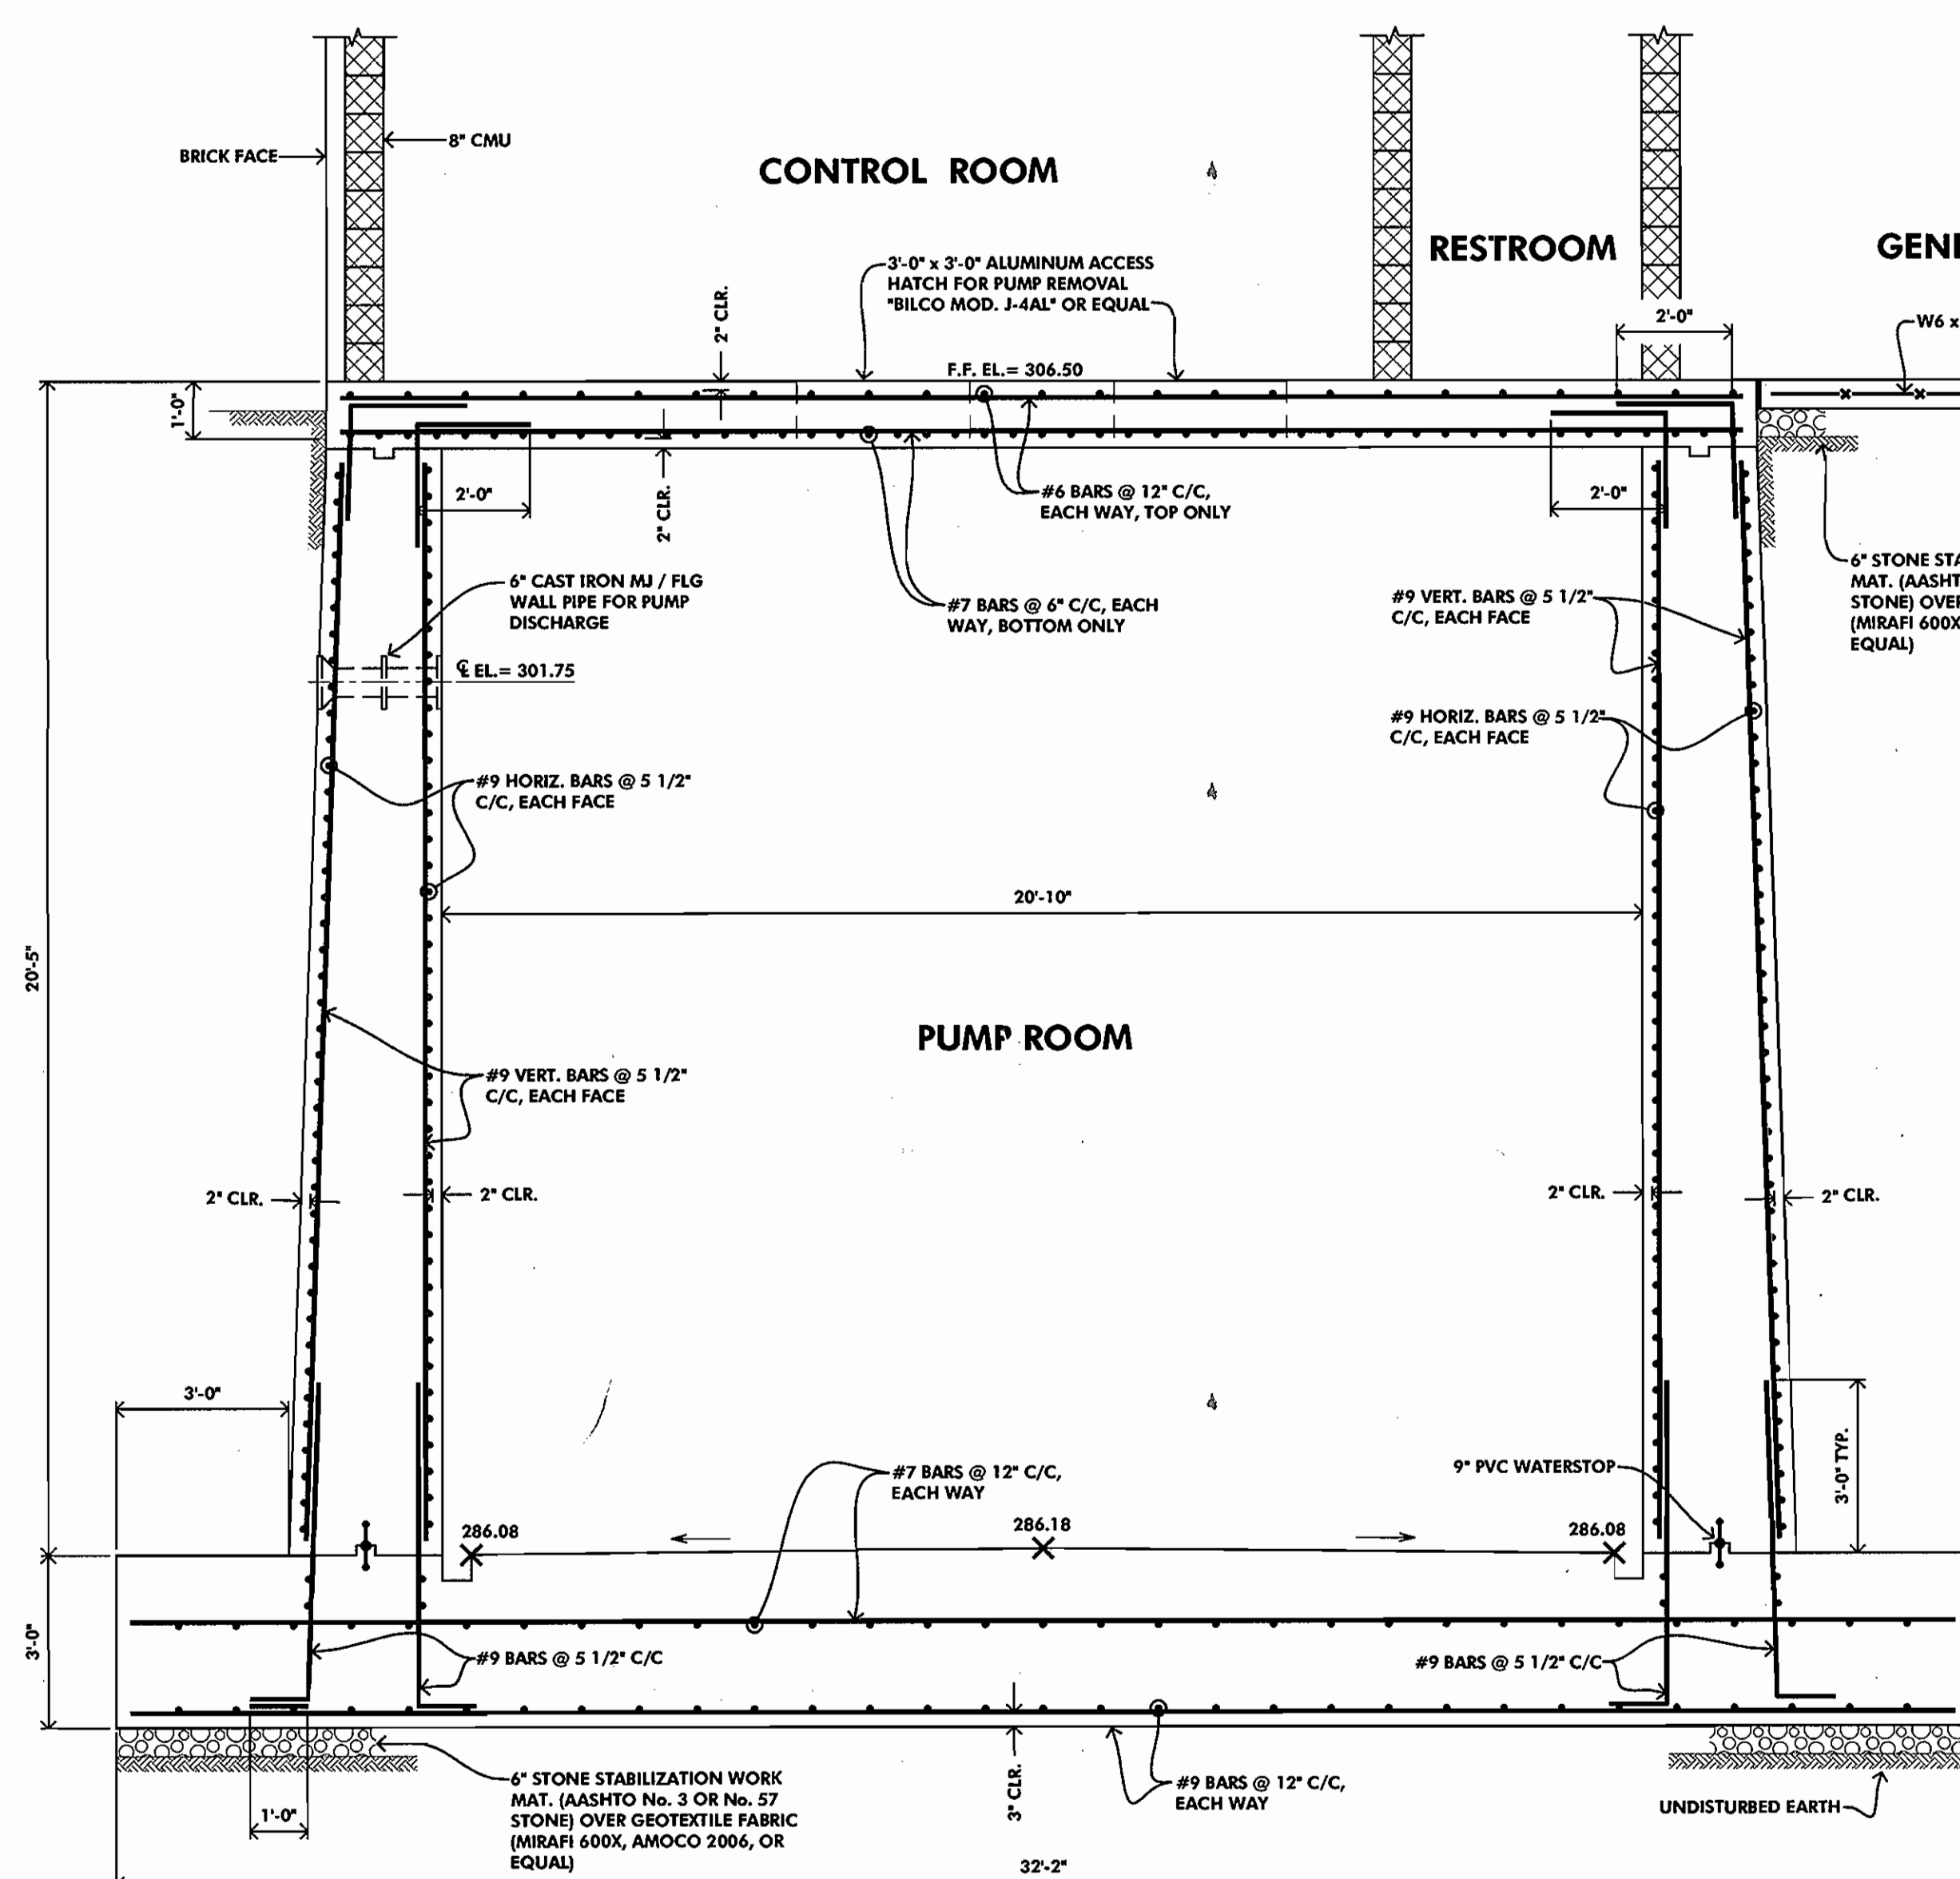 BRICK FACE
8" CMU
CONTROL ROOM
RESTROOM
3'-0" x 3'-0" ALUMINUM ACCESS
HATCH FOR PUMP REMOVAL
"BILCO MOD. J-4AL" OR EQUAL
2" CLR.
2'-0"
W6 x
F.F. EL.= 306.50
1'-0"
2'-0"
2" CLR.
#6 BARS @ 12" C/C,
EACH WAY, TOP ONLY
2'-0"
6" STONE
MAT.
STONE)
(MIRAFI 600X
EQUAL)
6" CAST IRON MJ / FLG
WALL PIPE FOR PUMP
DISCHARGE
#7 BARS @ 6" C/C, EACH
WAY, BOTTOM ONLY
#9 VERT. BARS @ 5 1/2"
C/C, EACH FACE
℄ EL.= 301.75
#9 HORIZ. BARS @ 5 1/2"
C/C, EACH FACE
#9 HORIZ. BARS @ 5 1/2"
C/C, EACH FACE
20'-10"
20'-5"
PUMP ROOM
#9 VERT. BARS @ 5 1/2"
C/C, EACH FACE
2" CLR.
2" CLR.
2" CLR.
2" CLR.
3'-0"
#7 BARS @ 12" C/C,
EACH WAY
9" PVC WATERSTOP
3'-0" TYP.
286.08
286.18
286.08
3'-0"
#9 BARS @ 5 1/2" C/C
#9 BARS @ 5 1/2" C/C
6" STONE STABILIZATION WORK
MAT. (AASHTO No. 3 OR No. 57
STONE) OVER GEOTEXTILE FABRIC
(MIRAFI 600X, AMOCO 2006, OR
EQUAL)
1'-0"
3" CLR.
#9 BARS @ 12" C/C,
EACH WAY
UNDISTURBED EARTH
32'-2"